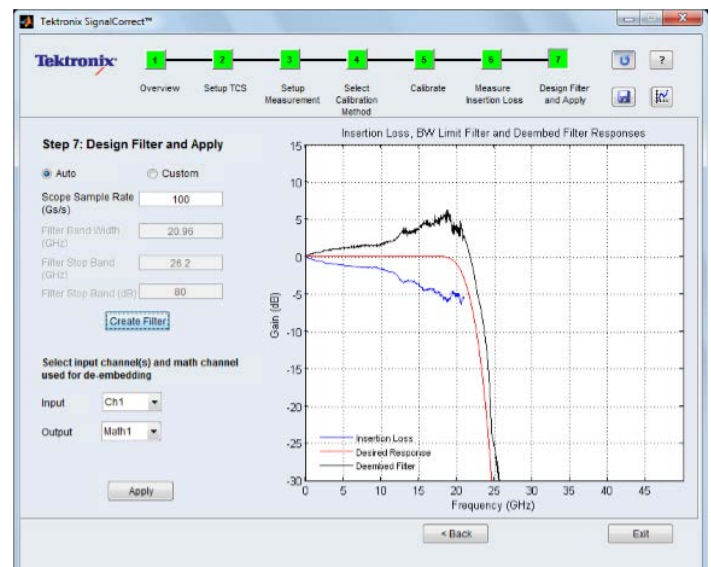 Tektronix SignalCorrect™
Tektronix
1 2 3 4 5 6 7
?
Overview
Setup TCS
Setup Measurement
Select Calibration Method
Calibrate
Measure Insertion Loss
Design Filter and Apply
Step 7: Design Filter and Apply
Auto
Custom
Scope Sample Rate (Gs/s)
100
Filter Band Width (GHz)
20.96
Filter Stop Band (GHz)
26.2
Filter Stop Band (dB)
80
Create Filter
Select input channel(s) and math channel
used for de-embedding
Input
Ch1
Output
Math1
Apply
Insertion Loss, BW Limit Filter and Deembed Filter Responses
15
10
5
0
-5
-10
-15
-20
-25
-30
Gain (dB)
Insertion Loss
Desired Response
Deembed Filter
0 5 10 15 20 25 30 35 40 45
Frequency (GHz)
< Back
Exit